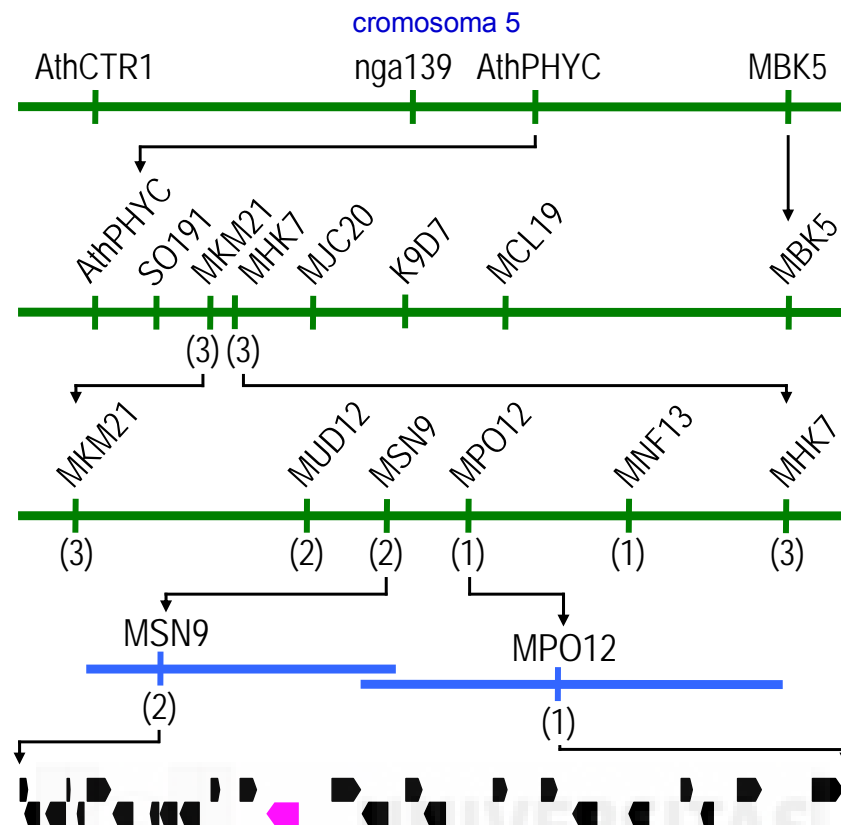 cromosoma 5
AthCTR1 nga139 AthPHYC MBK5
AthPHYC SO191 MKM21 MHK7 MJC20 K9D7 MCL19 MBK5
(3) (3)
MKM21 MUD12 MSN9 MPO12 MNF13 MHK7
(3) (2) (2) (1) (1) (3)
MSN9 MPO12
(2) (1)